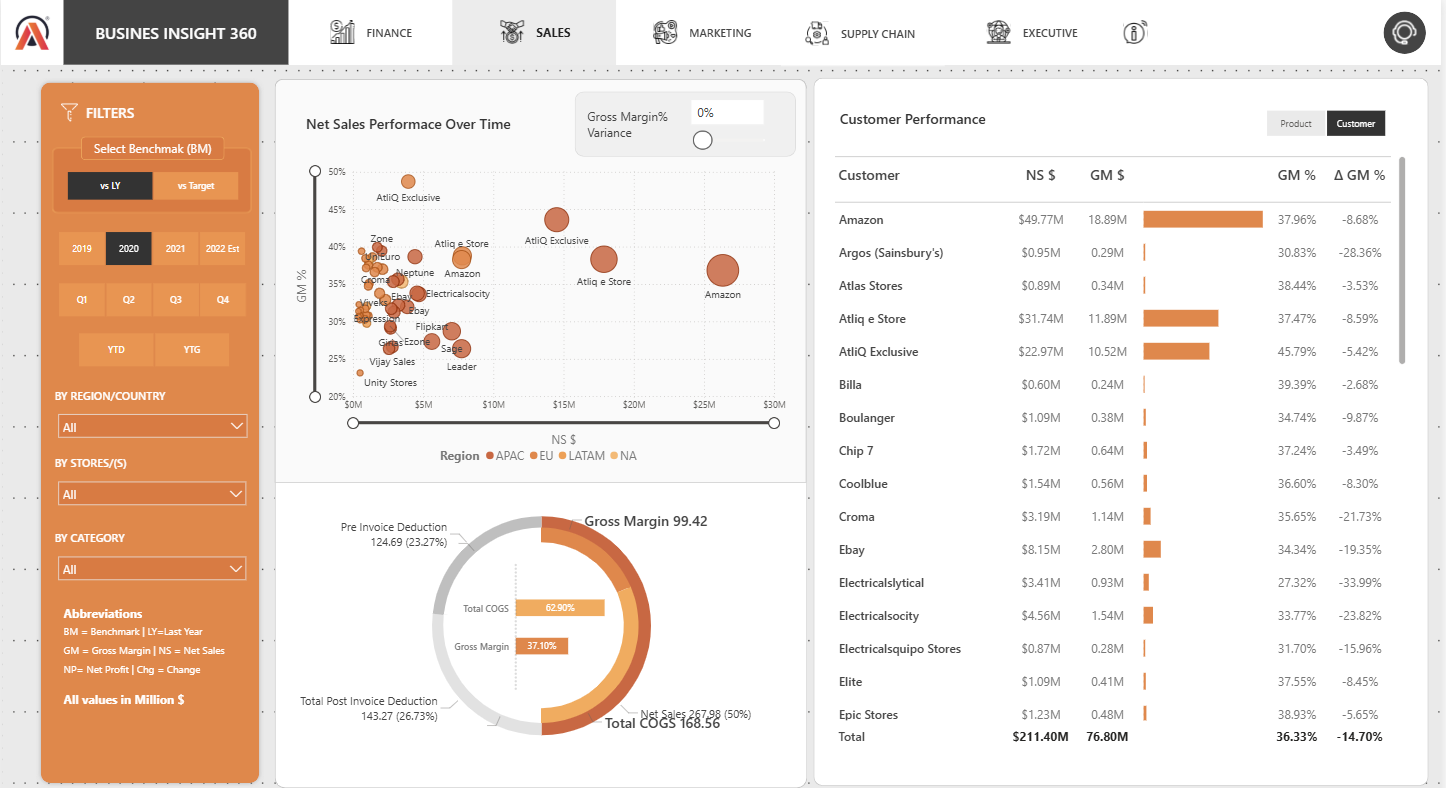 BUSINES INSIGHT 360
FINANCE
SALES
MARKETING
SUPPLY CHAIN
EXECUTIVE
FILTERS
Select Benchmak (BM)
vs LY
vs Target
2019
2020
2021
2022 Est
Q1
Q2
Q3
Q4
YTD
YTG
BY REGION/COUNTRY
All
BY STORES/(S)
All
BY CATEGORY
All
Abbreviations
BM = Benchmark | LY=Last Year
GM = Gross Margin | NS = Net Sales
NP= Net Profit | Chg = Change
All values in Million $
Net Sales Performace Over Time
Gross Margin%
Variance
0%
50%
45%
40%
35%
30%
25%
20%
GM %
AtliQ Exclusive
Zone
UniEuro
Atliq e Store
AtliQ Exclusive
Croma
Neptune
Amazon
Atliq e Store
Amazon
Viveks
Ebay
Electricalsocity
Expression
Ebay
Flipkart
Girias
Ezone
Sage
Vijay Sales
Leader
Unity Stores
$0M
$5M
$10M
$15M
$20M
$25M
$30M
NS $
Region
APAC
EU
LATAM
NA
Gross Margin 99.42
Pre Invoice Deduction
124.69 (23.27%)
Total COGS
62.90%
Gross Margin
37.10%
Total Post Invoice Deduction
143.27 (26.73%)
Net Sales 267.98 (50%)
Total COGS 168.56
Customer Performance
Product
Customer
Customer NS $ GM $ GM % Δ GM %
Amazon $49.77M 18.89M 37.96% -8.68%
Argos (Sainsbury's) $0.95M 0.29M 30.83% -28.36%
Atlas Stores $0.89M 0.34M 38.44% -3.53%
Atliq e Store $31.74M 11.89M 37.47% -8.59%
AtliQ Exclusive $22.97M 10.52M 45.79% -5.42%
Billa $0.60M 0.24M 39.39% -2.68%
Boulanger $1.09M 0.38M 34.74% -9.87%
Chip 7 $1.72M 0.64M 37.24% -3.49%
Coolblue $1.54M 0.56M 36.60% -8.30%
Croma $3.19M 1.14M 35.65% -21.73%
Ebay $8.15M 2.80M 34.34% -19.35%
Electricalslytical $3.41M 0.93M 27.32% -33.99%
Electricalsocity $4.56M 1.54M 33.77% -23.82%
Electricalsquipo Stores $0.87M 0.28M 31.70% -15.96%
Elite $1.09M 0.41M 37.55% -8.45%
Epic Stores $1.23M 0.48M 38.93% -5.65%
Total $211.40M 76.80M 36.33% -14.70%